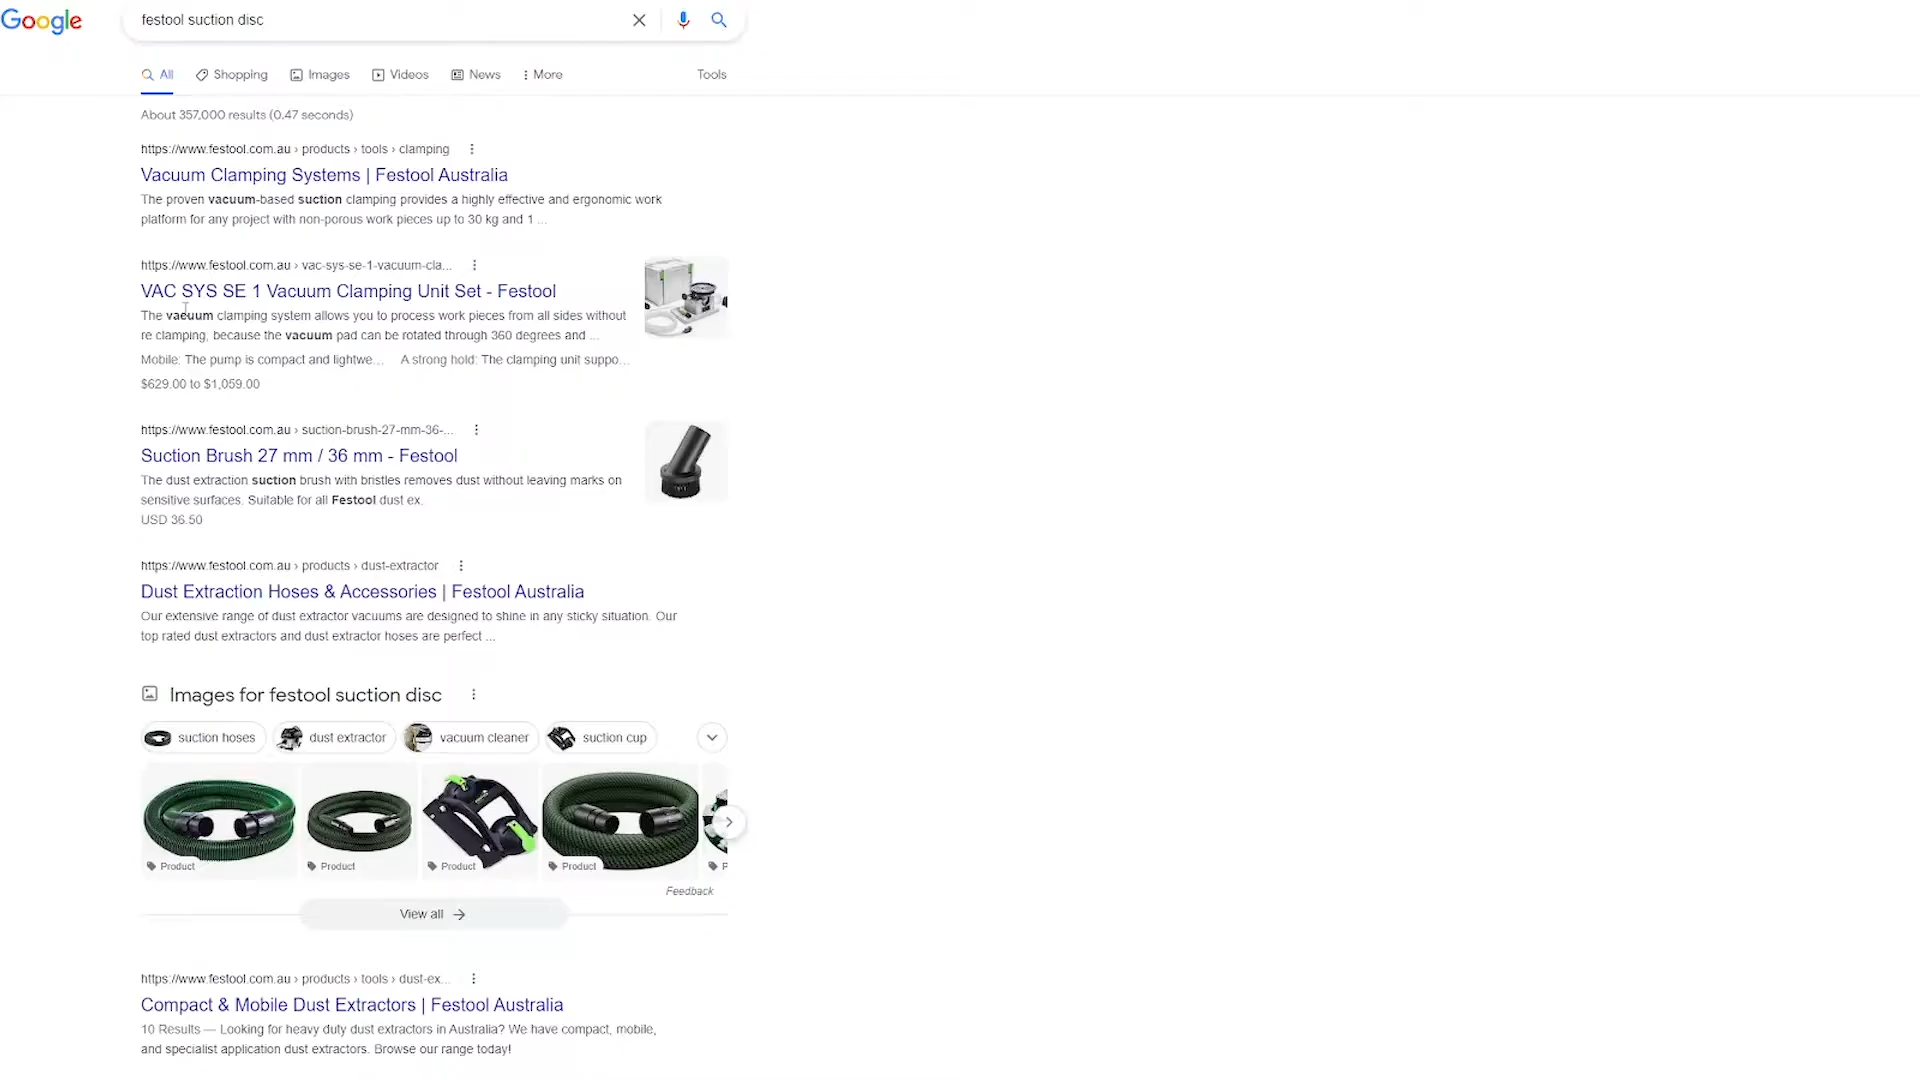 Google
festool suction disc
All
Shopping
Images
Videos
News
More
Tools
About 357,000 results (0.47 seconds)
https://www.festool.com.au › products › tools › clamping
Vacuum Clamping Systems | Festool Australia
The proven vacuum-based suction clamping provides a highly effective and ergonomic work
platform for any project with non-porous work pieces up to 30 kg and 1 ...
https://www.festool.com.au › vac-sys-se-1-vacuum-cla...
VAC SYS SE 1 Vacuum Clamping Unit Set - Festool
The vacuum clamping system allows you to process work pieces from all sides without
re clamping, because the vacuum pad can be rotated through 360 degrees and ...
Mobile: The pump is compact and lightwe... A strong hold: The clamping unit suppo...
$629.00 to $1,059.00
https://www.festool.com.au › suction-brush-27-mm-36-...
Suction Brush 27 mm / 36 mm - Festool
The dust extraction suction brush with bristles removes dust without leaving marks on
sensitive surfaces. Suitable for all Festool dust ex.
USD 36.50
https://www.festool.com.au › products › dust-extractor
Dust Extraction Hoses & Accessories | Festool Australia
Our extensive range of dust extractor vacuums are designed to shine in any sticky situation. Our
top rated dust extractors and dust extractor hoses are perfect ...
Images for festool suction disc
suction hoses
dust extractor
vacuum cleaner
suction cup
Product
Product
Product
Product
P
Feedback
View all
https://www.festool.com.au › products › tools › dust-ex...
Compact & Mobile Dust Extractors | Festool Australia
10 Results — Looking for heavy duty dust extractors in Australia? We have compact, mobile,
and specialist application dust extractors. Browse our range today!